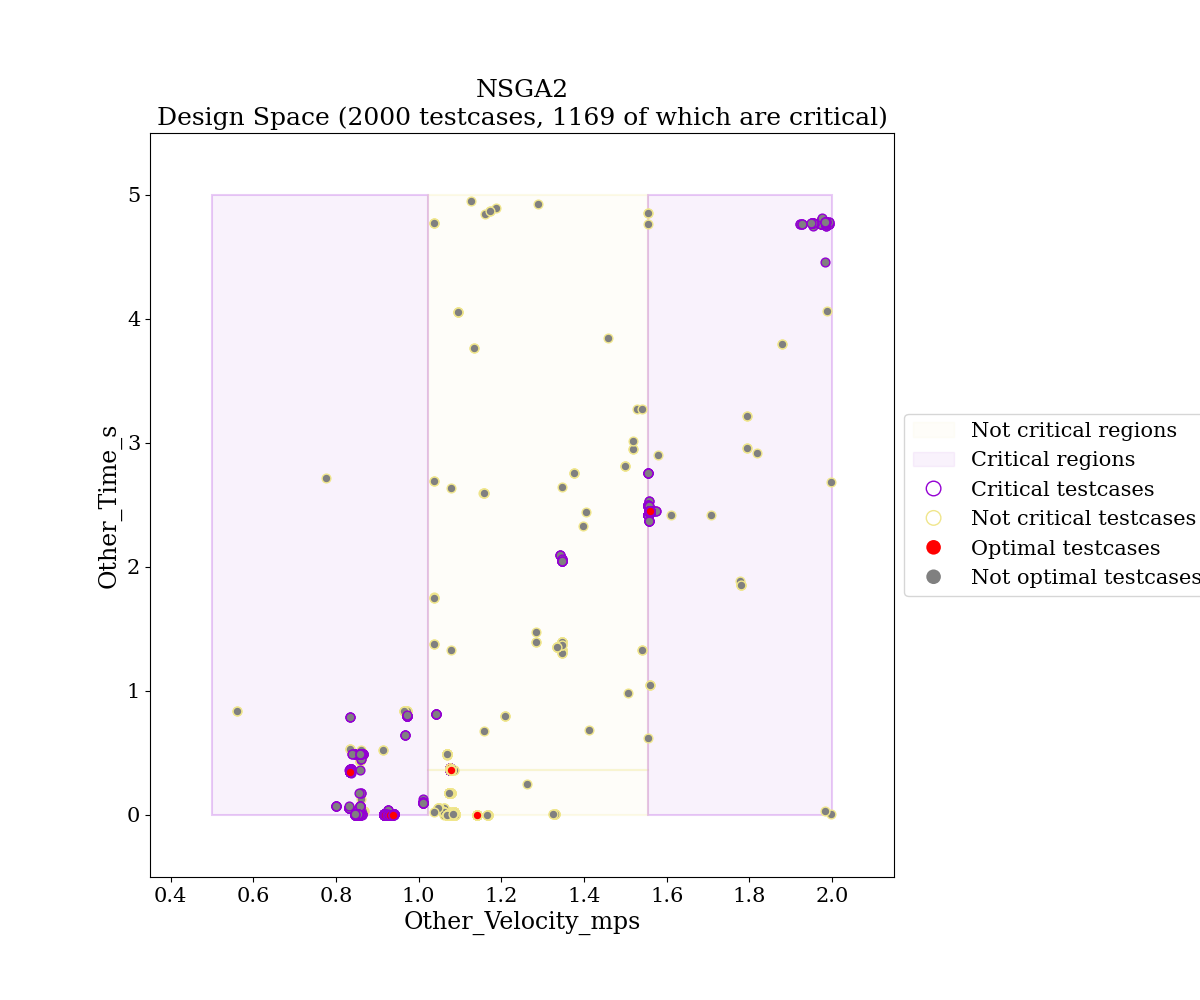 NSGA2
Design Space (2000 testcases, 1169 of which are critical)
Other_Time_s
5
4
3
2
1
0
0.4
0.6
0.8
1.0
1.2
1.4
1.6
1.8
2.0
Other_Velocity_mps
Not critical regions
Critical regions
Critical testcases
Not critical testcases
Optimal testcases
Not optimal testcases